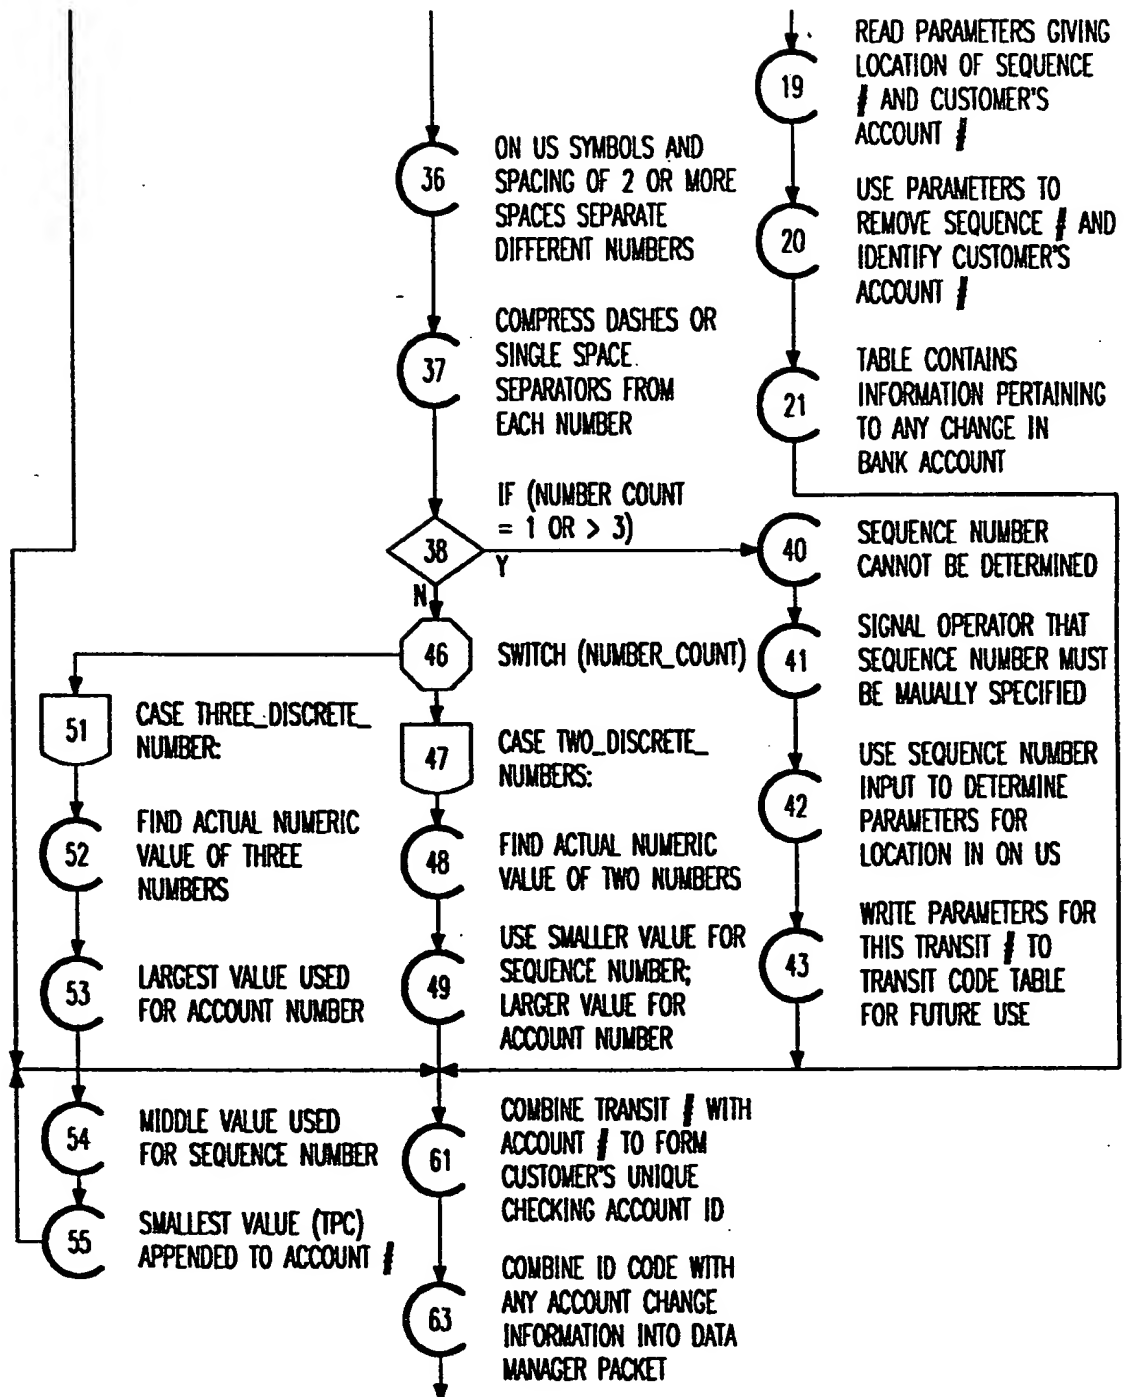 19
READ PARAMETERS GIVING
LOCATION OF SEQUENCE
# AND CUSTOMER'S
ACCOUNT #
36
ON US SYMBOLS AND
SPACING OF 2 OR MORE
SPACES SEPARATE
DIFFERENT NUMBERS
20
USE PARAMETERS TO
REMOVE SEQUENCE # AND
IDENTIFY CUSTOMER'S
ACCOUNT #
37
COMPRESS DASHES OR
SINGLE SPACE
SEPARATORS FROM
EACH NUMBER
21
TABLE CONTAINS
INFORMATION PERTAINING
TO ANY CHANGE IN
BANK ACCOUNT
38
IF (NUMBER COUNT
= 1 OR > 3)
Y
N
40
SEQUENCE NUMBER
CANNOT BE DETERMINED
46
SWITCH (NUMBER_COUNT)
41
SIGNAL OPERATOR THAT
SEQUENCE NUMBER MUST
BE MAUALLY SPECIFIED
51
CASE THREE_DISCRETE_
NUMBER:
47
CASE TWO_DISCRETE_
NUMBERS:
42
USE SEQUENCE NUMBER
INPUT TO DETERMINE
PARAMETERS FOR
LOCATION IN ON US
52
FIND ACTUAL NUMERIC
VALUE OF THREE
NUMBERS
48
FIND ACTUAL NUMERIC
VALUE OF TWO NUMBERS
43
WRITE PARAMETERS FOR
THIS TRANSIT # TO
TRANSIT CODE TABLE
FOR FUTURE USE
53
LARGEST VALUE USED
FOR ACCOUNT NUMBER
49
USE SMALLER VALUE FOR
SEQUENCE NUMBER;
LARGER VALUE FOR
ACCOUNT NUMBER
54
MIDDLE VALUE USED
FOR SEQUENCE NUMBER
61
COMBINE TRANSIT # WITH
ACCOUNT # TO FORM
CUSTOMER'S UNIQUE
CHECKING ACCOUNT ID
55
SMALLEST VALUE (TPC)
APPENDED TO ACCOUNT #
63
COMBINE ID CODE WITH
ANY ACCOUNT CHANGE
INFORMATION INTO DATA
MANAGER PACKET